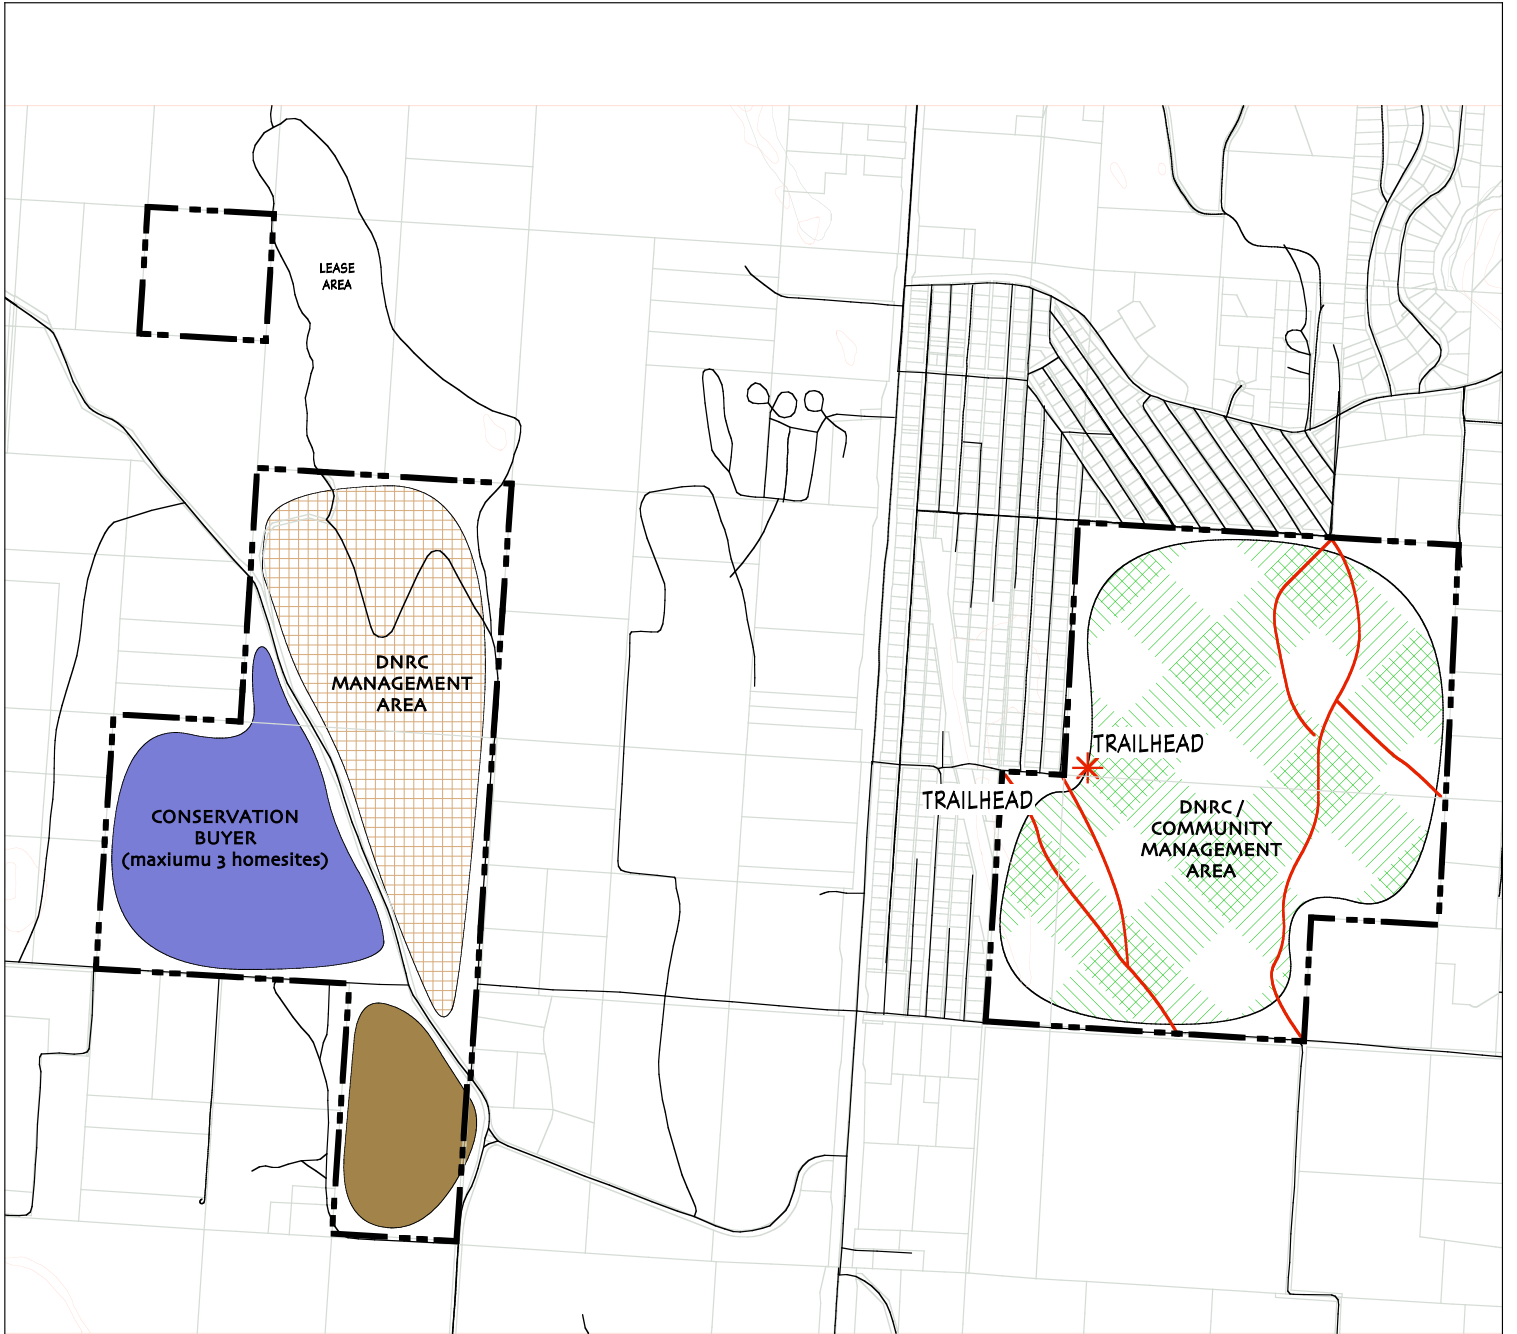 LEASE
AREA
DNRC
MANAGEMENT
AREA
TRAILHEAD
TRAILHEAD
CONSERVATION
BUYER
(maxiumu 3 homesites)
DNRC /
COMMUNITY
MANAGEMENT
AREA